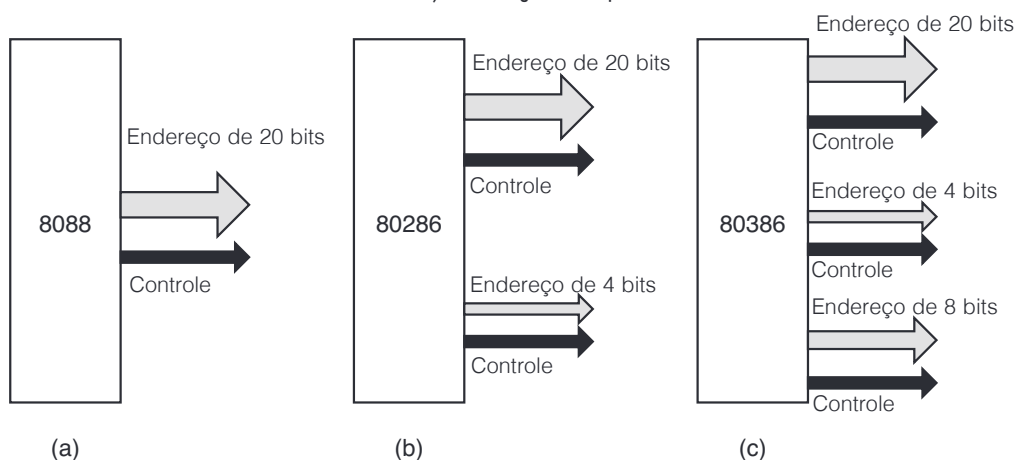 Endereço de 20 bits
8088
Controle
(a)
Endereço de 20 bits
Controle
80286
Endereço de 4 bits
Controle
(b)
Endereço de 20 bits
Controle
80386
Endereço de 4 bits
Controle
Endereço de 8 bits
Controle
(c)